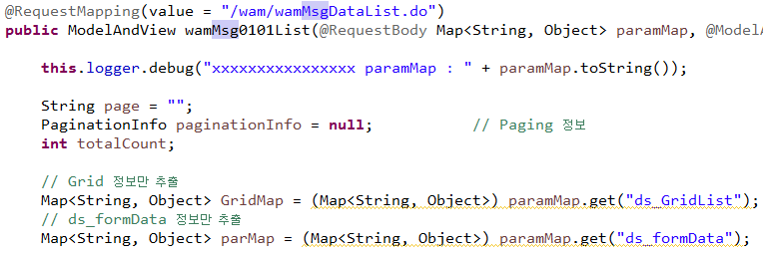 @RequestMapping(value = "/wam/wamMsgDataList.do")
public ModelAndView wamMsg0101List(@RequestBody Map<String, Object> paramMap, @ModelA
this.logger.debug("xxxxxxxxxxxxxxxx paramMap : " + paramMap.toString());
String page = "";
PaginationInfo paginationInfo = null; // Paging 정보
int totalCount;
// Grid 정보만 추출
Map<String, Object> GridMap = (Map<String, Object>) paramMap.get("ds_GridList");
// ds_formData 정보만 추출
Map<String, Object> parMap = (Map<String, Object>) paramMap.get("ds_formData");